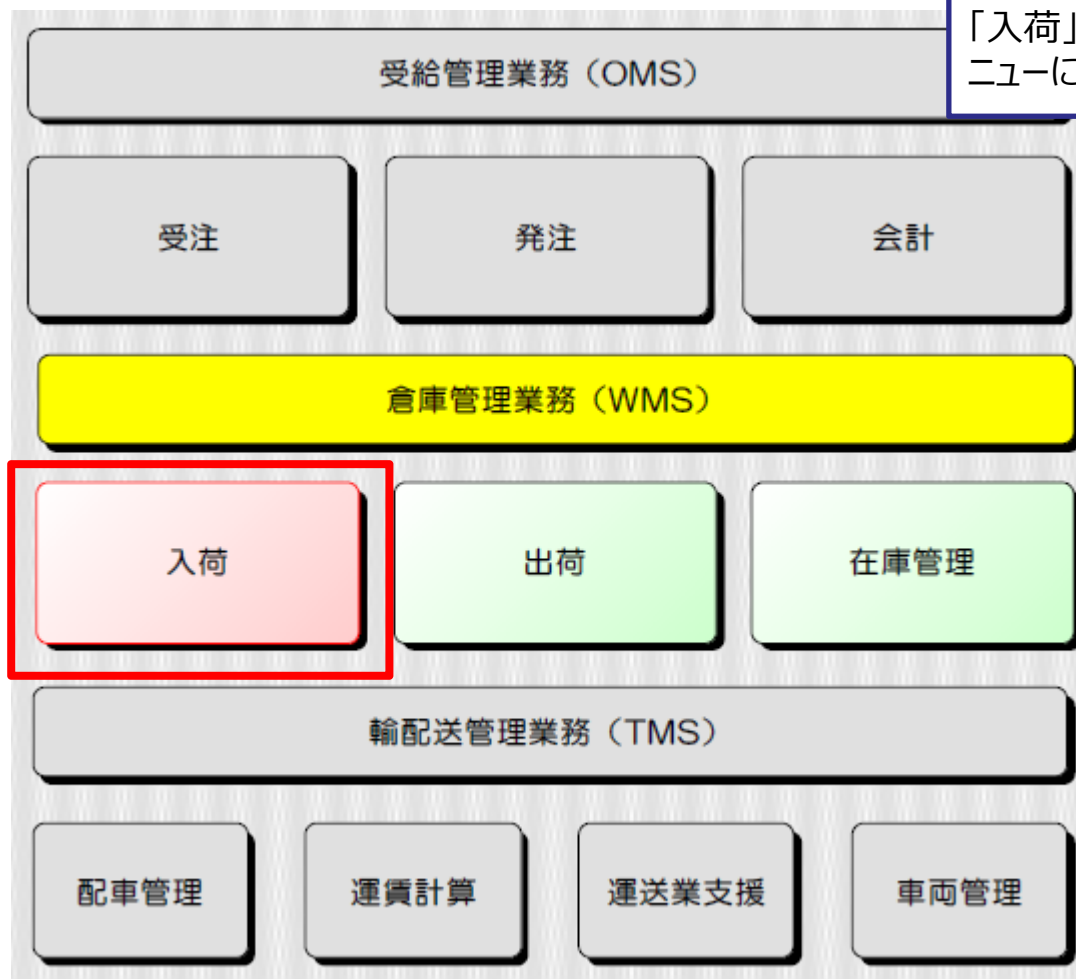 「入荷」
ニューに
受給管理業務（OMS）
受注
発注
会計
倉庫管理業務（WMS）
入荷
出荷
在庫管理
輸配送管理業務（TMS）
配車管理
運賃計算
運送業支援
車両管理